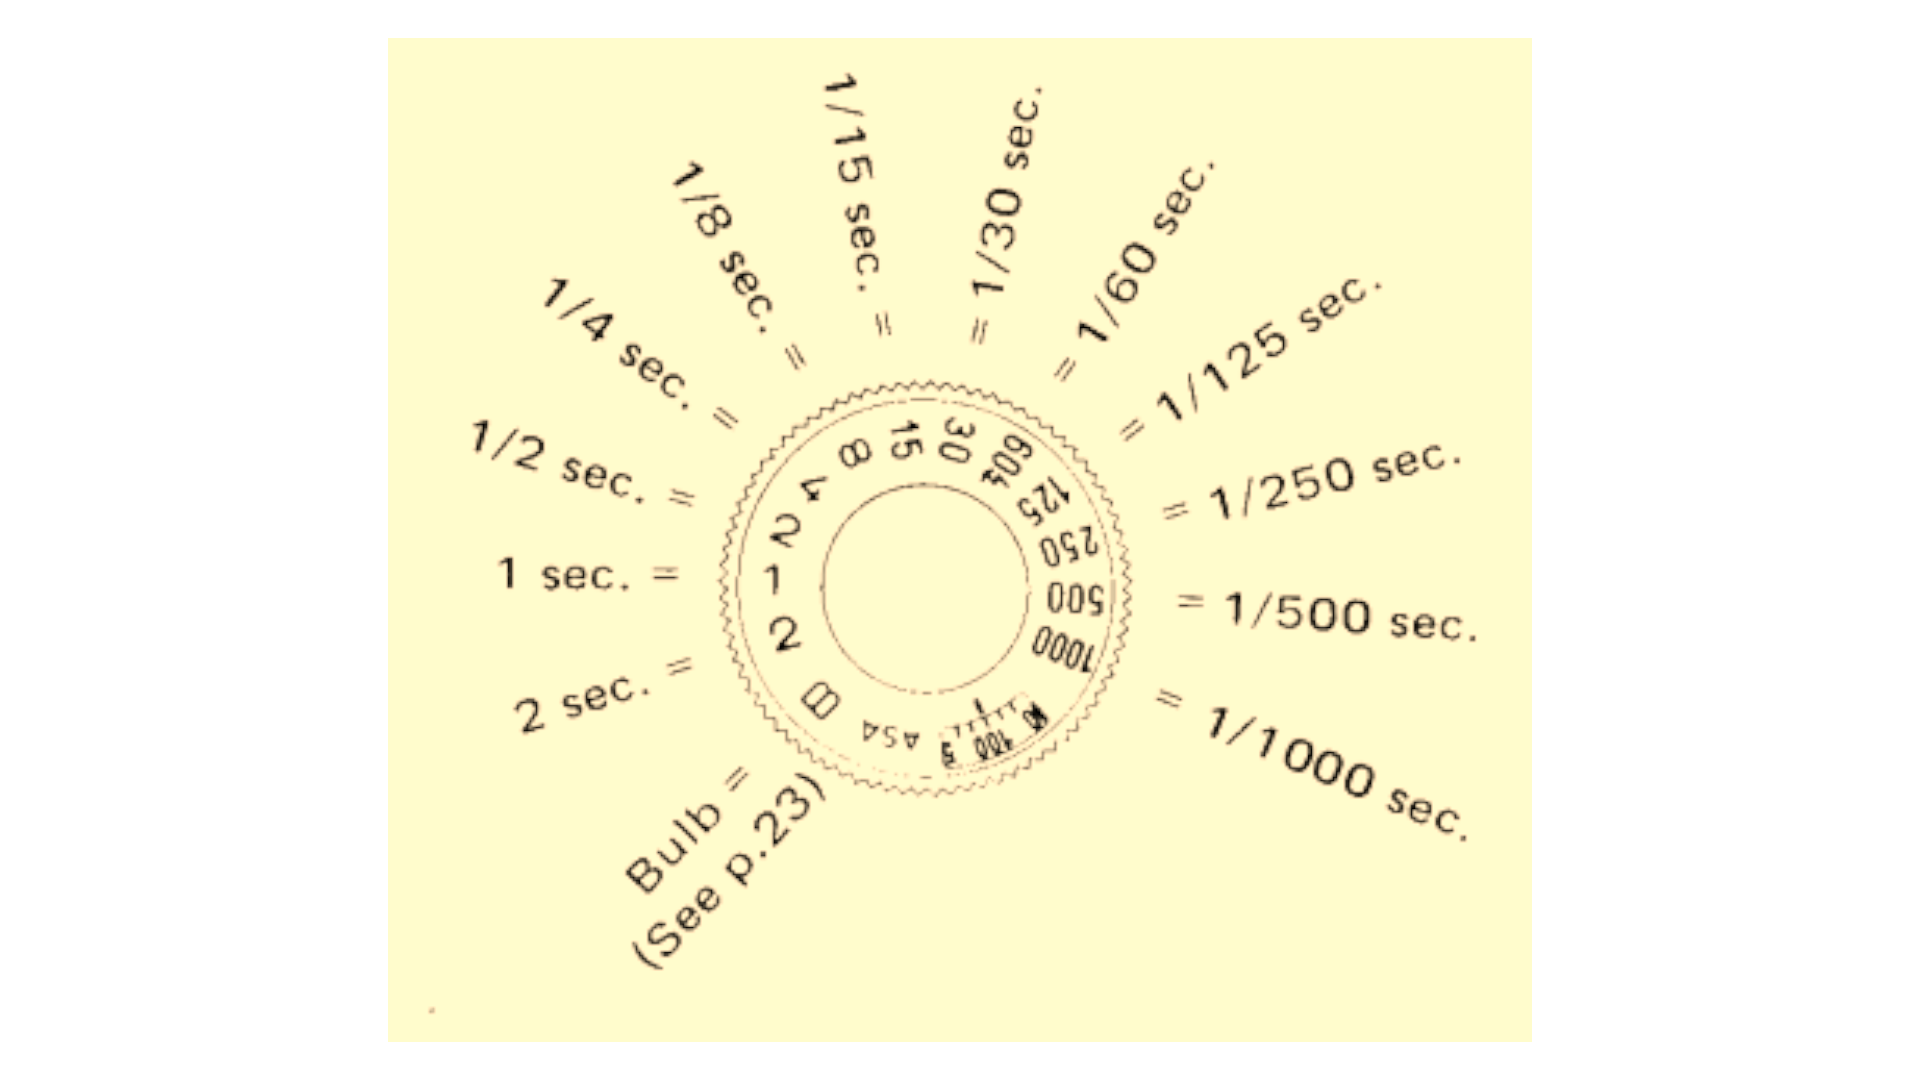 Bulb =
(See p.23)
2 sec. =
1 sec. =
1/2 sec. =
1/4 sec. =
1/8 sec. =
1/15 sec. =
= 1/30 sec.
= 1/60 sec.
= 1/125 sec.
= 1/250 sec.
= 1/500 sec.
= 1/1000 sec.
B
2
1
2
4
8
15
30
60
125
250
500
1000
ASA
100